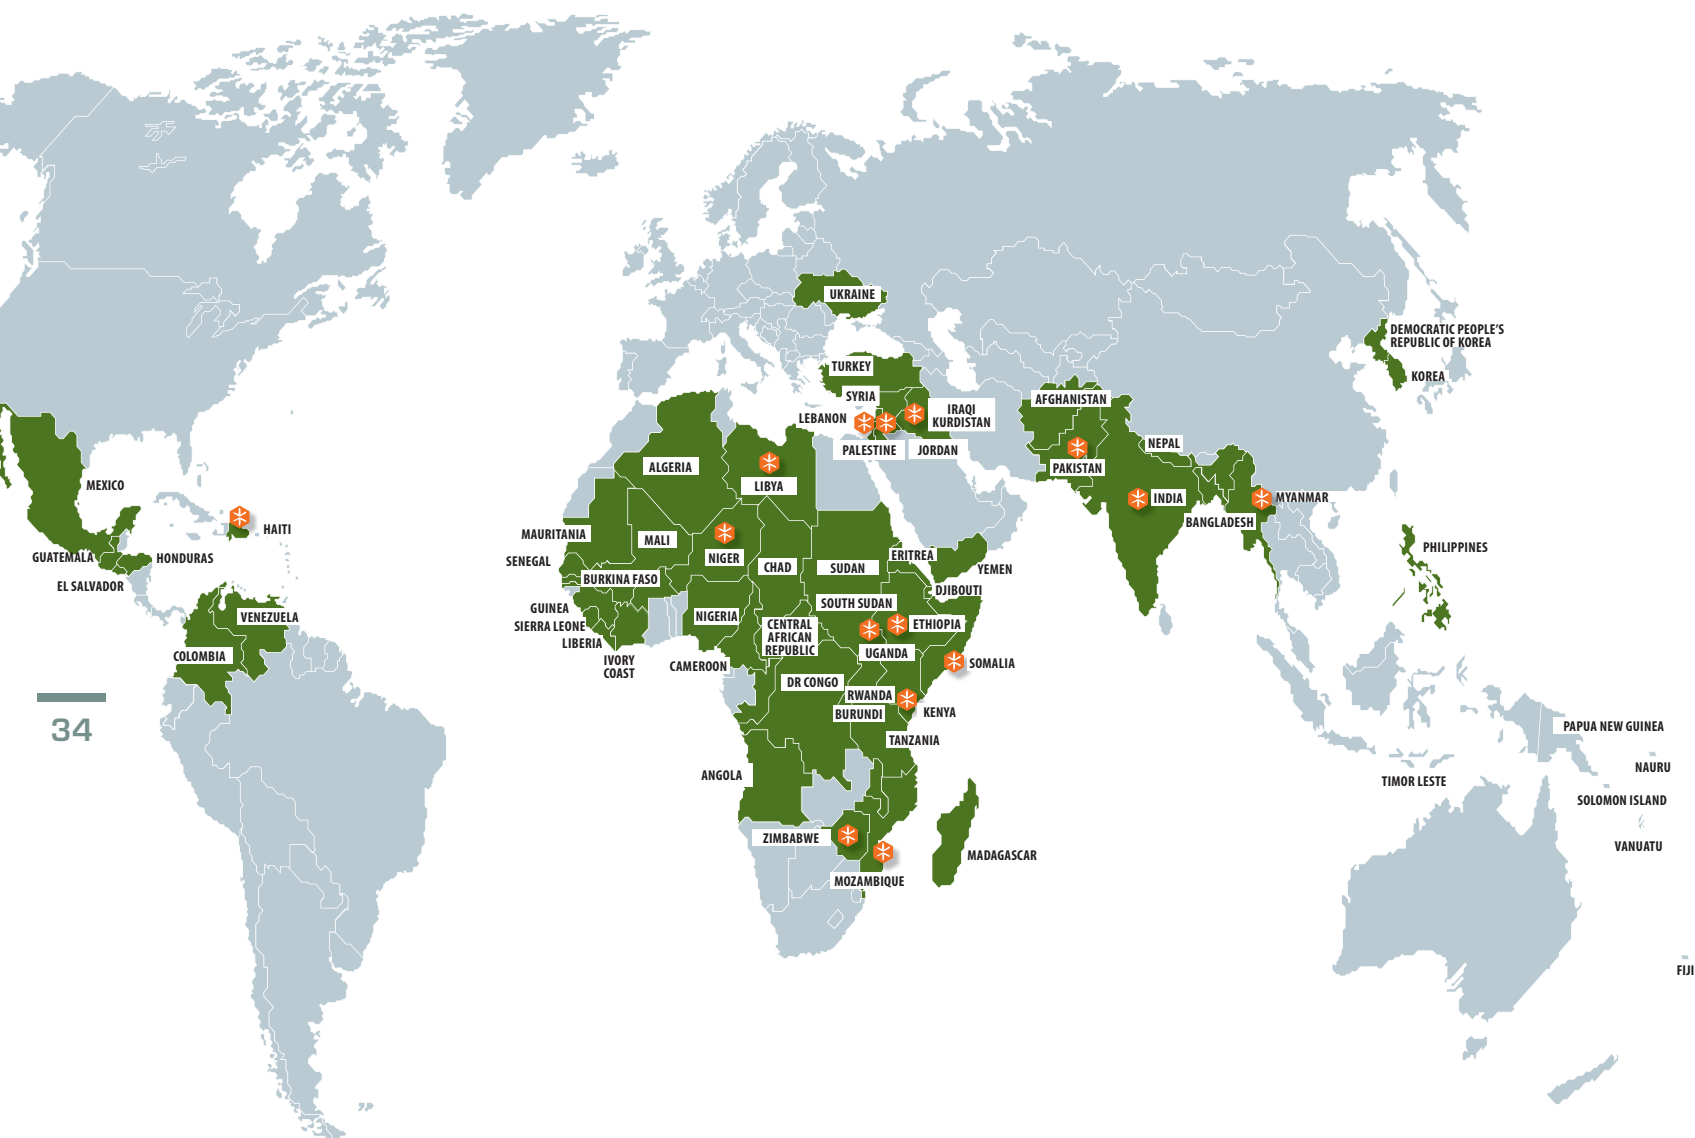 UKRAINE
DEMOCRATIC PEOPLE'S
REPUBLIC OF KOREA
KOREA
TURKEY
SYRIA
LEBANON
IRAQI
KURDISTAN
PALESTINE
JORDAN
AFGHANISTAN
NEPAL
PAKISTAN
INDIA
MYANMAR
BANGLADESH
PHILIPPINES
MEXICO
HAITI
GUATEMALA
HONDURAS
EL SALVADOR
VENEZUELA
COLOMBIA
34
ALGERIA
LIBYA
MAURITANIA
MALI
NIGER
CHAD
SUDAN
ERITREA
YEMEN
DJIBOUTI
SENEGAL
BURKINA FASO
GUINEA
SIERRA LEONE
LIBERIA
IVORY
COAST
NIGERIA
CAMEROON
CENTRAL
AFRICAN
REPUBLIC
SOUTH SUDAN
ETHIOPIA
UGANDA
SOMALIA
DR CONGO
RWANDA
BURUNDI
KENYA
TANZANIA
ANGOLA
ZIMBABWE
MOZAMBIQUE
MADAGASCAR
PAPUA NEW GUINEA
NAURU
TIMOR LESTE
SOLOMON ISLAND
VANUATU
FIJI